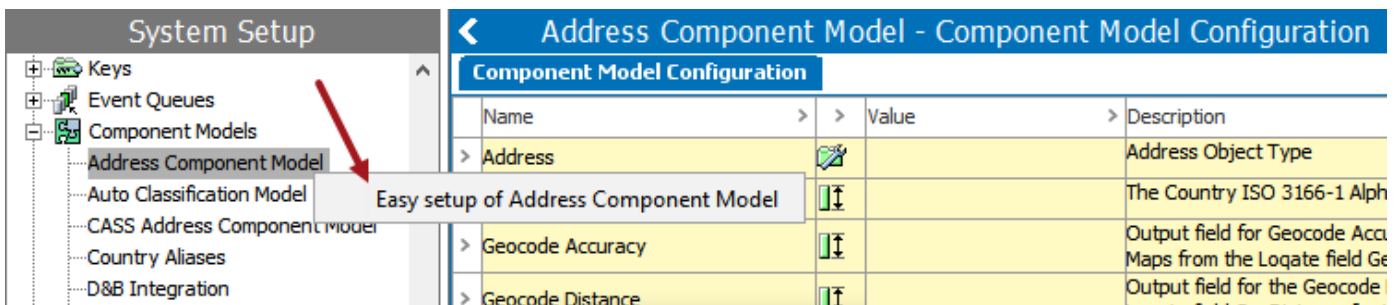 System Setup
Keys
Event Queues
Component Models
Address Component Model
Auto Classification Model
CASS Address Component Model
Country Aliases
D&B Integration
Easy setup of Address Component Model
Address Component Model - Component Model Configuration
Component Model Configuration
Name > > Value > Description
> Address Address Object Type
The Country ISO 3166-1 Alph
> Geocode Accuracy Output field for Geocode Accu
Maps from the Loqate field Ge
> Geocode Distance Output field for the Geocode